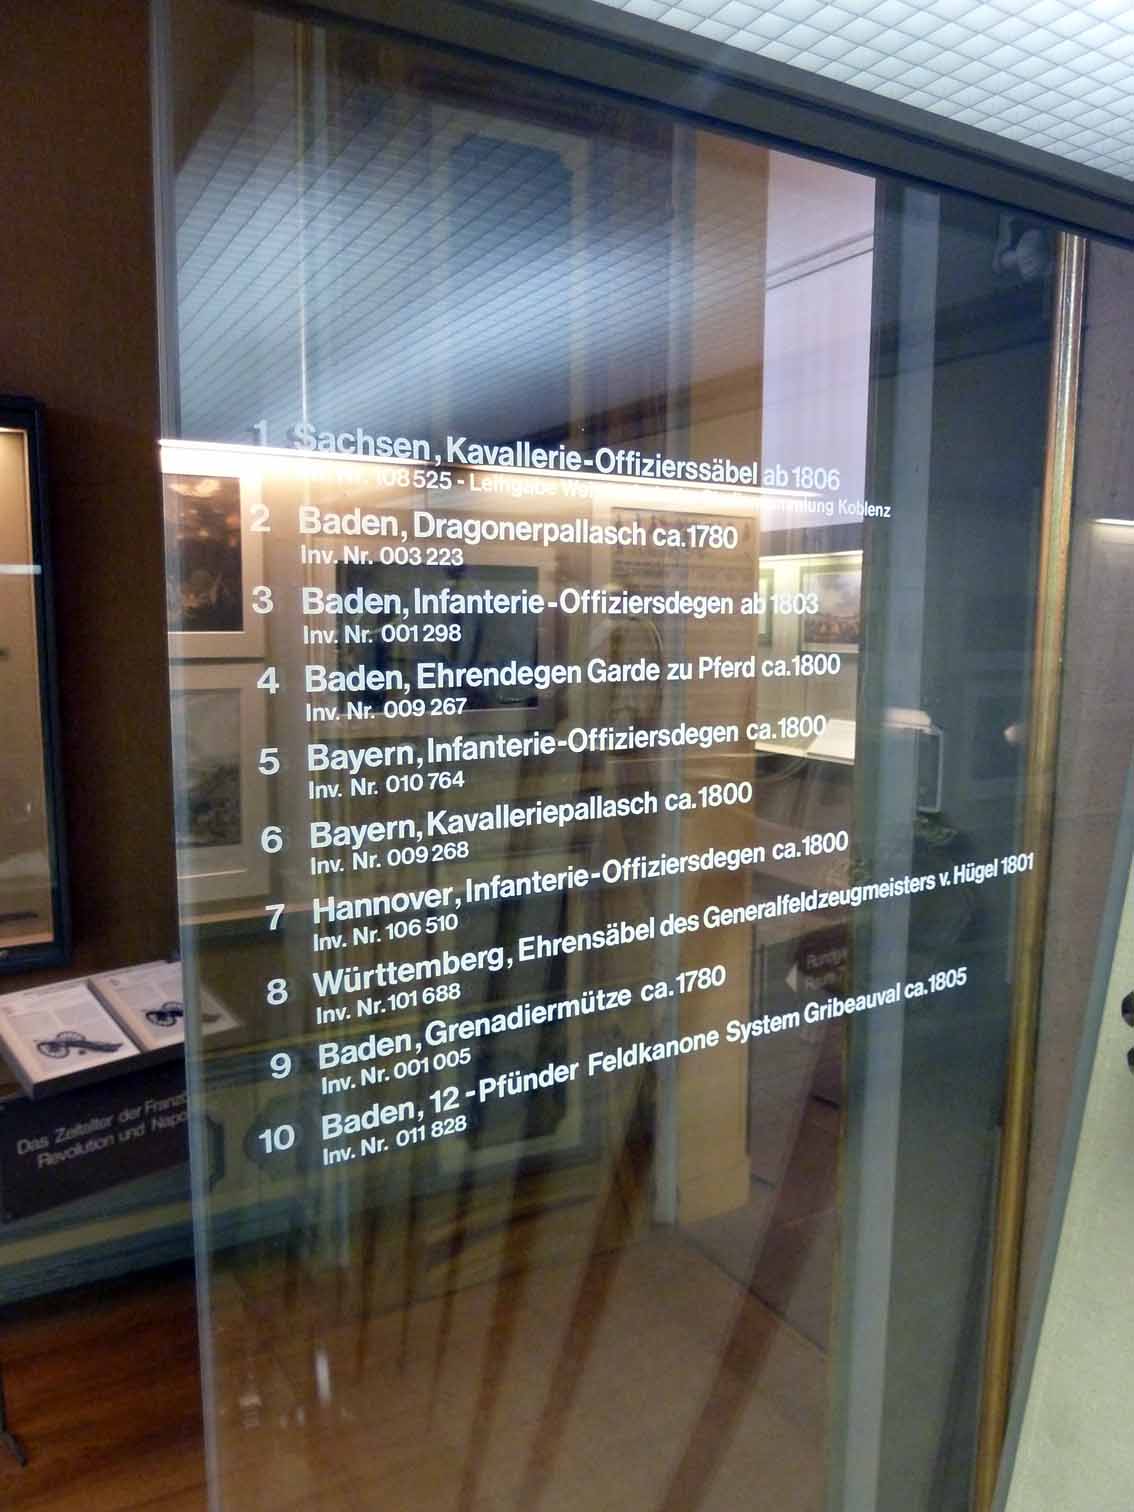 1 Sachsen, Kavallerie-Offizierssäbel ab 1806
108 525 - Leihgabe Koblenz
2 Baden, Dragonerpallasch ca. 1780
Inv. Nr. 003 223
3 Baden, Infanterie-Offiziersdegen ab 1803
Inv. Nr. 001 298
4 Baden, Ehrendegen Garde zu Pferd ca. 1800
Inv. Nr. 009 267
5 Bayern, Infanterie-Offiziersdegen ca. 1800
Inv. Nr. 010 764
6 Bayern, Kavalleriepallasch ca. 1800
Inv. Nr. 009 268
7 Hannover, Infanterie-Offiziersdegen ca. 1800
Inv. Nr. 106 510
8 Württemberg, Ehrensäbel des Generalfeldzeugmeisters v. Hügel 1801
Inv. Nr. 101 688
9 Baden, Grenadiermütze ca. 1780
Inv. Nr. 001 005
10 Baden, 12-Pfünder Feldkanone System Gribeauval ca. 1805
Inv. Nr. 011 828
Das Zeitalter der
Revolution und